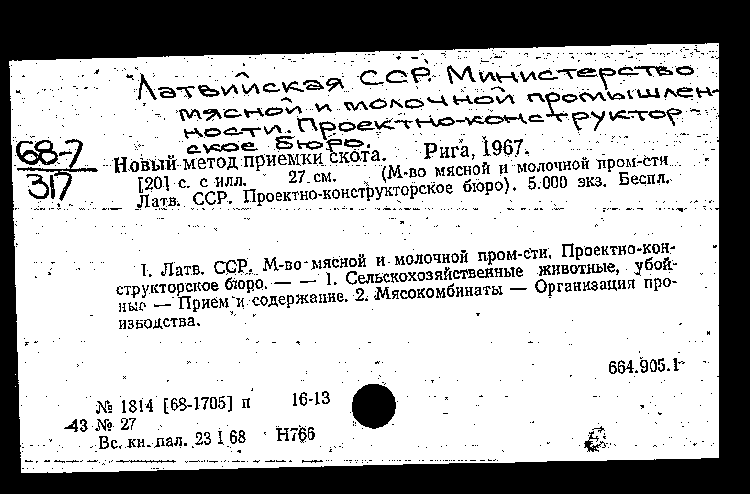 Латвийская ССР. Министерство
мясной и молочной промышлен-
ности. Проектно-конструктор-
ское бюро.
68-7
317
Новый метод приемки скота. Рига, 1967.
[20] с. с илл. 27 см. (М-во мясной и молочной пром-сти
Латв. ССР. Проектно-конструкторское бюро). 5.000 экз. Беспл.
I. Латв. ССР. М-во мясной и молочной пром-сти. Проектно-кон-
структорское бюро. — — 1. Сельскохозяйственные животные, убой-
ные — Прием и содержание. 2. Мясокомбинаты — Организация про-
изводства.
664.905.1
№ 1814 [68-1705] п 16-13
-43 № 27
Вс. кн. пал. 23 I 68 Н766